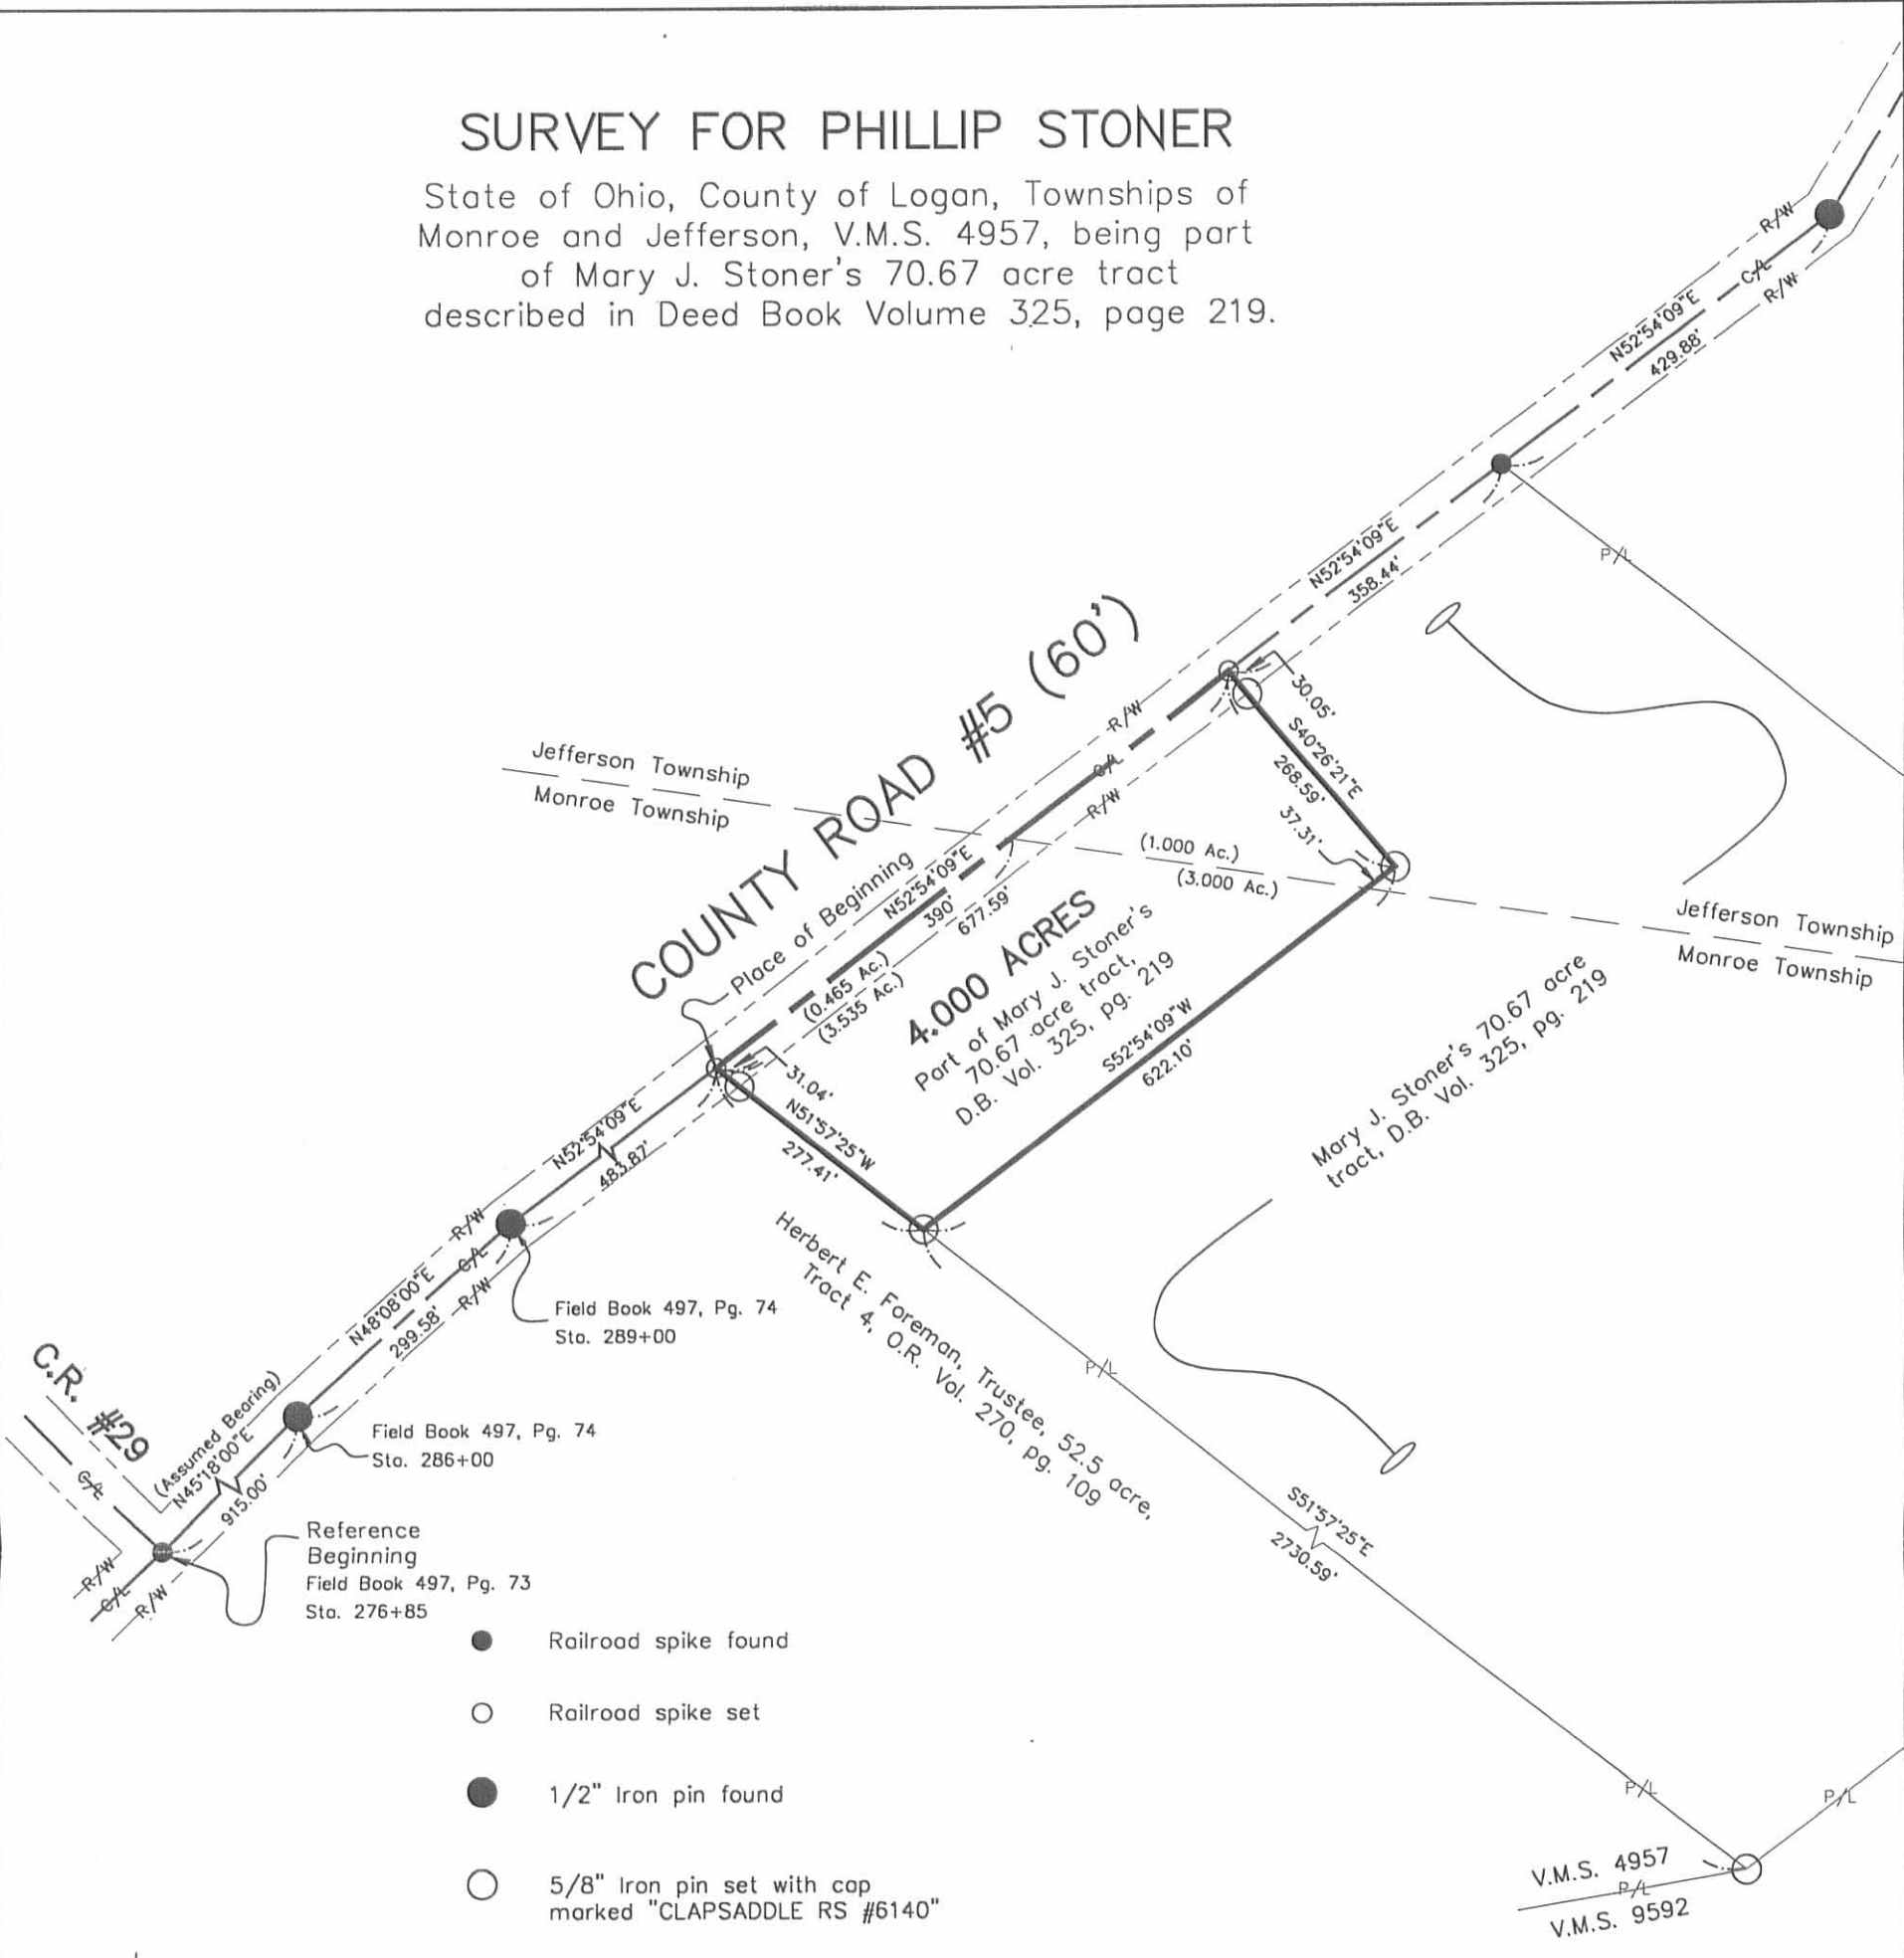 SURVEY FOR PHILLIP STONER
State of Ohio, County of Logan, Townships of
Monroe and Jefferson, V.M.S. 4957, being part
of Mary J. Stoner's 70.67 acre tract
described in Deed Book Volume 325, page 219.
R/W
C/L
R/W
N52°54'09"E
429.88'
P/L
N52°54'09"E
358.44'
COUNTY ROAD #5 (60')
R/W
C/L
R/W
30.05'
S40°26'21"E
268.59'
37.31'
Jefferson Township
Monroe Township
(1.000 Ac.)
(3.000 Ac.)
Jefferson Township
Monroe Township
Place of Beginning
N52°54'09"E
390'
677.59'
(0.465 Ac.)
(3.535 Ac.)
4.000 ACRES
Part of Mary J. Stoner's
70.67 acre tract,
D.B. Vol. 325, pg. 219
S52°54'09"W
622.10'
Mary J. Stoner's 70.67 acre
tract, D.B. Vol. 325, pg. 219
31.04'
N51°57'25"W
277.41'
N52°54'09"E
483.87'
R/W
C/L
R/W
Herbert E. Foreman, Trustee, 52.5 acre,
Tract 4, O.R. Vol. 270, pg. 109
P/L
N48°08'00"E
299.58'
Field Book 497, Pg. 74
Sta. 289+00
C.R. #29
C/L
(Assumed Bearing)
N45°18'00"E
915.00'
Field Book 497, Pg. 74
Sta. 286+00
S51°57'25"E
2730.59'
R/W
C/L
R/W
Reference
Beginning
Field Book 497, Pg. 73
Sta. 276+85
Railroad spike found
Railroad spike set
1/2" Iron pin found
5/8" Iron pin set with cap
marked "CLAPSADDLE RS #6140"
P/L
P/L
V.M.S. 4957
P/L
V.M.S. 9592